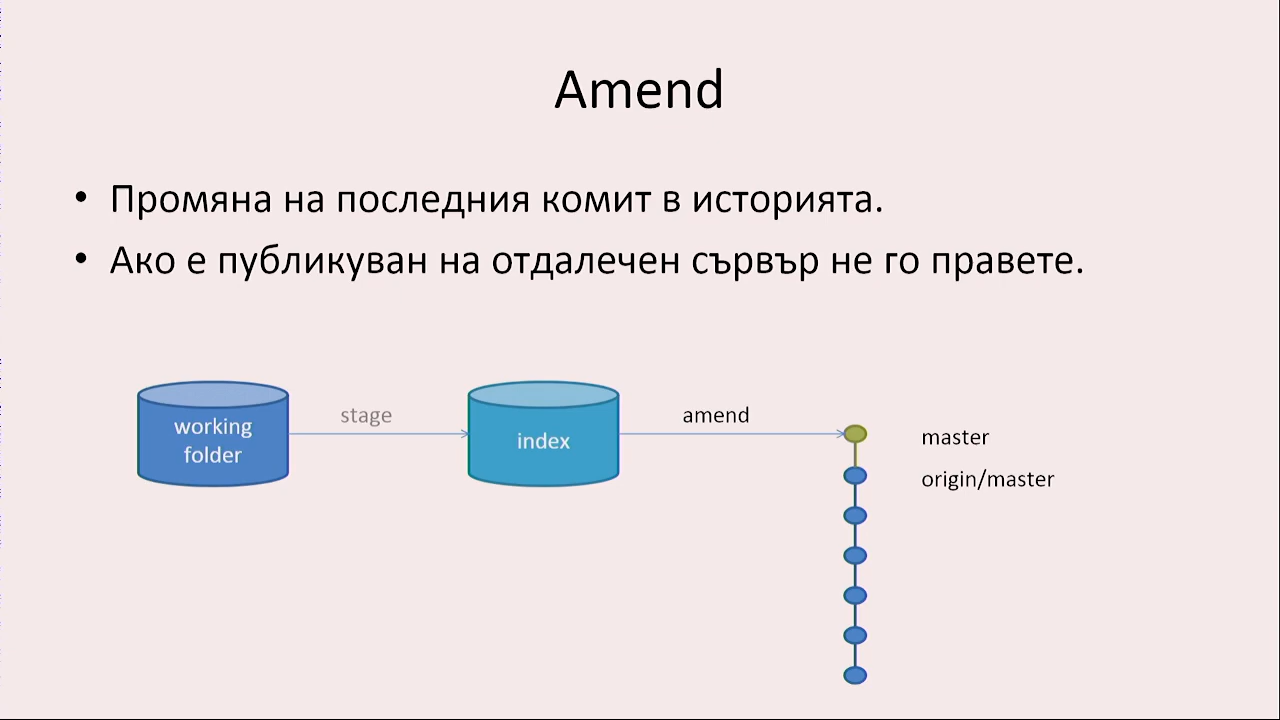 Amend
• Промяна на последния комит в историята.
• Ако е публикуван на отдалечен сървър не го правете.
working
folder
stage
index
amend
master
origin/master